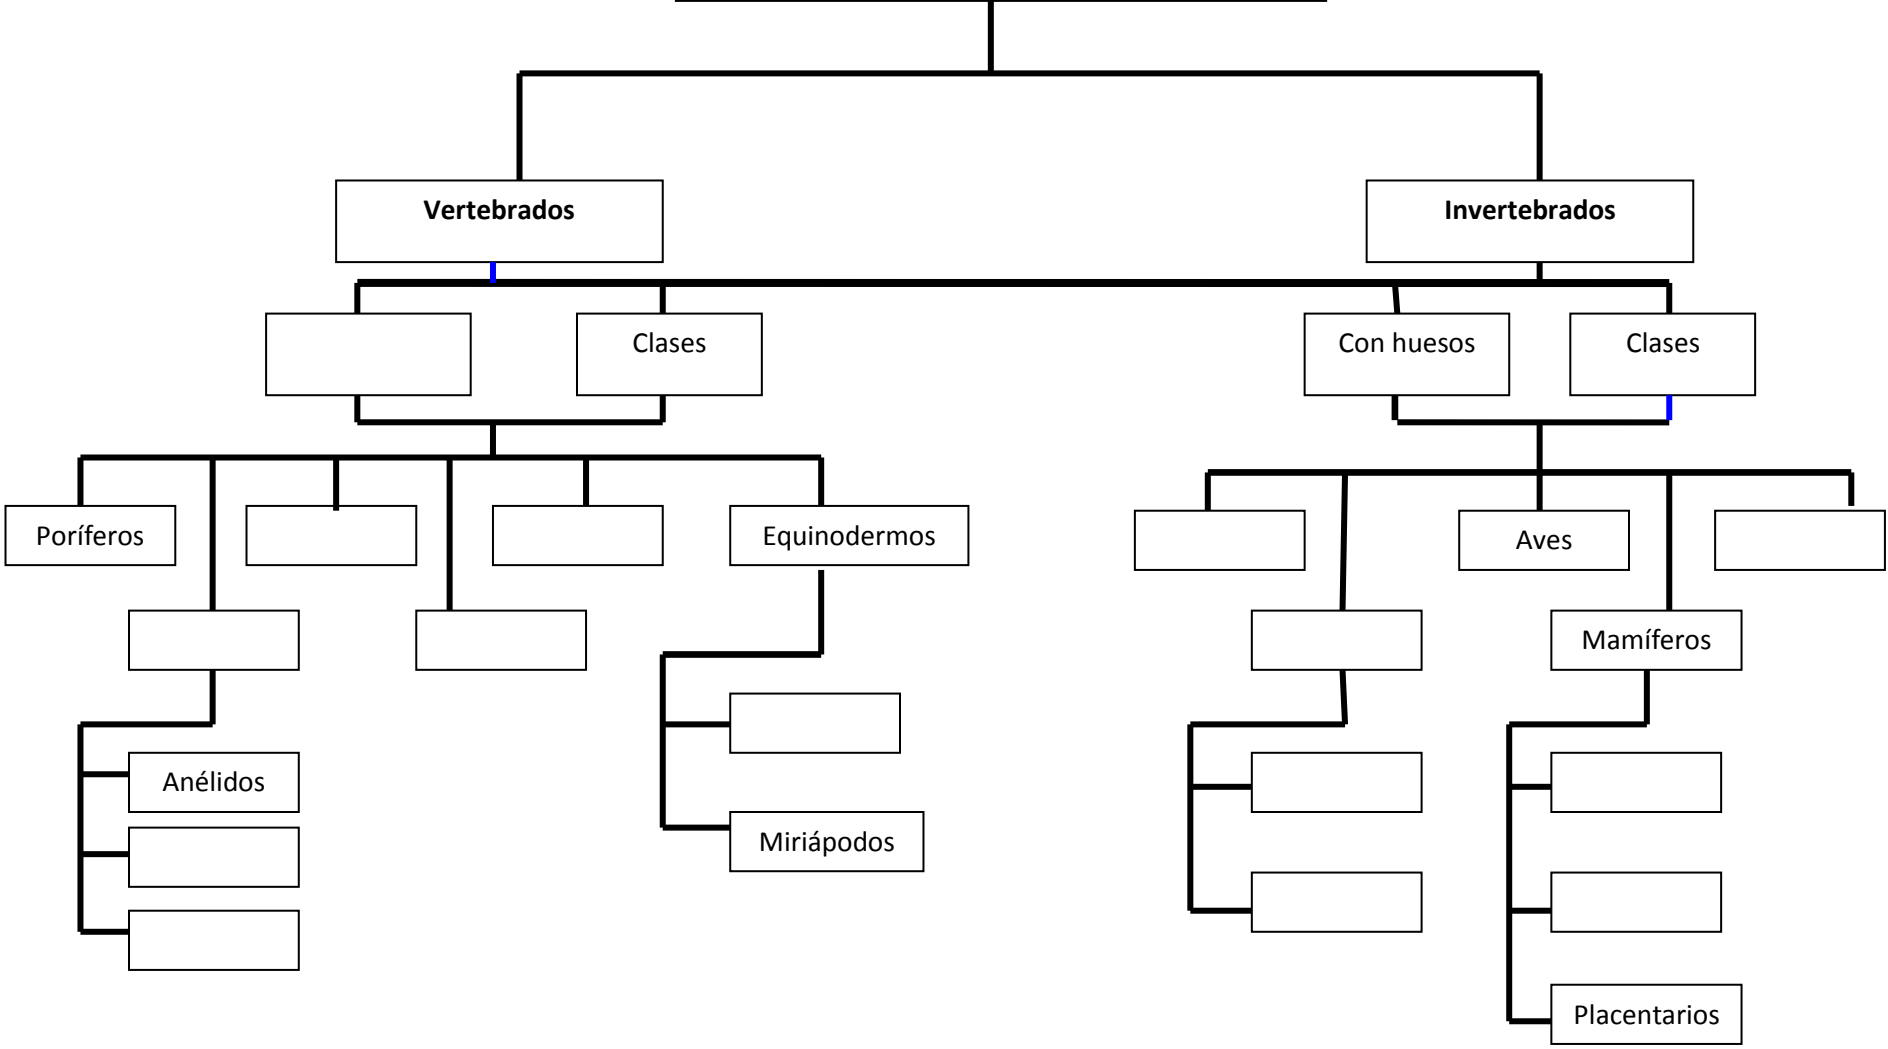 Vertebrados
Invertebrados
Clases
Con huesos
Clases
Poríferos
Equinodermos
Aves
Mamíferos
Anélidos
Miriápodos
Placentarios